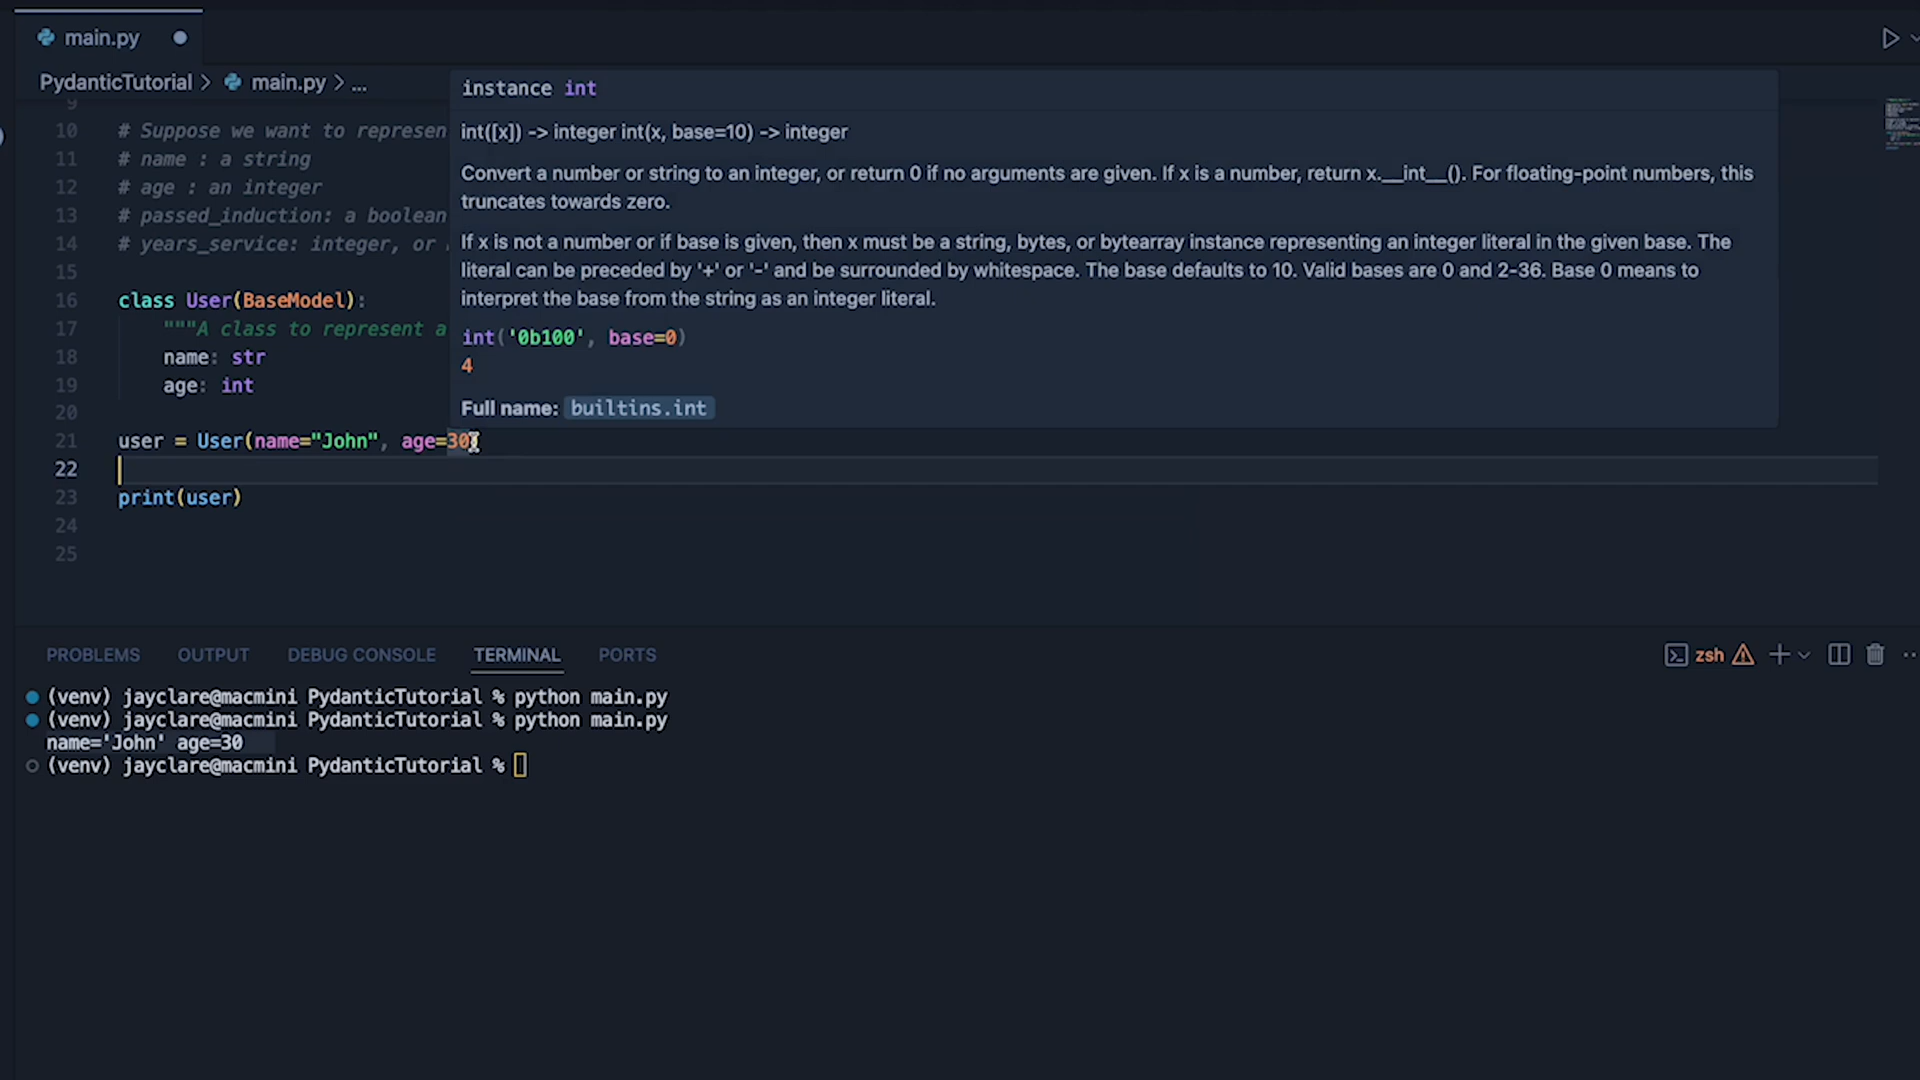 main.py
PydanticTutorial > main.py > ...
instance int
int([x]) -> integer int(x, base=10) -> integer
Convert a number or string to an integer, or return 0 if no arguments are given. If x is a number, return x.__int__(). For floating-point numbers, this
truncates towards zero.
If x is not a number or if base is given, then x must be a string, bytes, or bytearray instance representing an integer literal in the given base. The
literal can be preceded by '+' or '-' and be surrounded by whitespace. The base defaults to 10. Valid bases are 0 and 2-36. Base 0 means to
interpret the base from the string as an integer literal.
int('0b100', base=0)
4
Full name: builtins.int
9
10 # Suppose we want to represen
11 # name : a string
12 # age : an integer
13 # passed_induction: a boolean
14 # years_service: integer, or
15
16 class User(BaseModel):
17 """A class to represent a
18 name: str
19 age: int
20
21 user = User(name="John", age=30)
22
23 print(user)
24
25
PROBLEMS OUTPUT DEBUG CONSOLE TERMINAL PORTS zsh
(venv) jayclare@macmini PydanticTutorial % python main.py
(venv) jayclare@macmini PydanticTutorial % python main.py
name='John' age=30
(venv) jayclare@macmini PydanticTutorial %